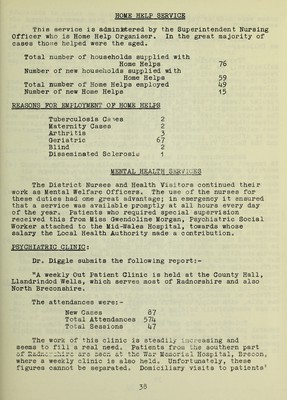 HOME HELP SERVICE
This service is administered by the Superintendent Nursing
Officer who is Home Help Organiser. In the great majority of
cases those helped were the aged.
Total number of households supplied with
Home Helps 76
Number of new households supplied with
Home Helps 59
Total number of Home Helps employed 49
Number of new Home Helps 15
REASONS FOR EMPLOYMENT OF HOME HELPS
Tuberculosis Cases 2
Maternity Cases 2
Arthritis 3
Geriatric 67
Blind 2
Disseminated Sclerosis 1
MENTAL HEALTH SERVICES
The District Nurses and Health Visitors continued their
work as Mental Welfare Officers. The use of the nurses for
these duties had one great advantage; in emergency it ensured
that a service was available promptly at all hours every day
of the year. Patients who required special supervision
received this from Miss Gwendoline Morgan, Psychiatric Social
Worker attached to the Mid-Wales Hospital, towards whose
salary the Local Health Authority made a contribution.
PSYCHIATRIC CLINIC:
Dr. Diggle submits the following report:-
"A weekly Out Patient Clinic is held at the County Hall,
Llandrindod Wells, which serves most of Radnorshire and also
North Breconshire.
The attendances were:-
New Cases 87
Total Attendances 574
Total Sessions 47
The work of this clinic is steadily increasing and
seems to fill a real need. Patients from the southern part
of Radnorshire are seen at the War Memorial Hospital, Brecon,
where a weekly clinic is also held. Unfortunately, these
figures cannot be separated. Domiciliary visits to patients'
38